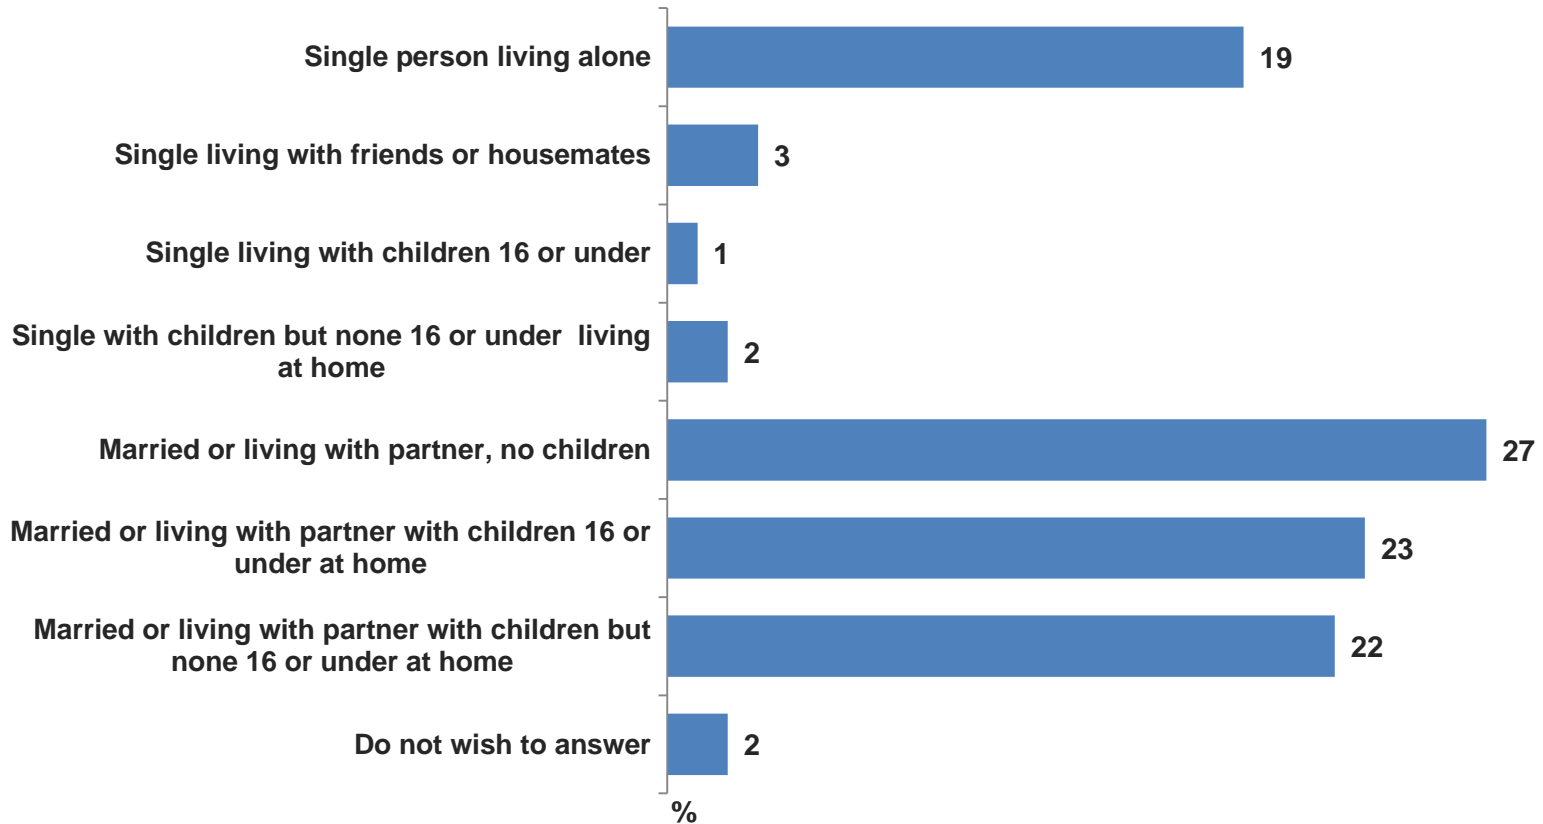 Single person living alone
19
Single living with friends or housemates
3
Single living with children 16 or under
1
Single with children but none 16 or under  living
at home
2
Married or living with partner, no children
27
Married or living with partner with children 16 or
under at home
23
Married or living with partner with children but
none 16 or under at home
22
Do not wish to answer
2
%